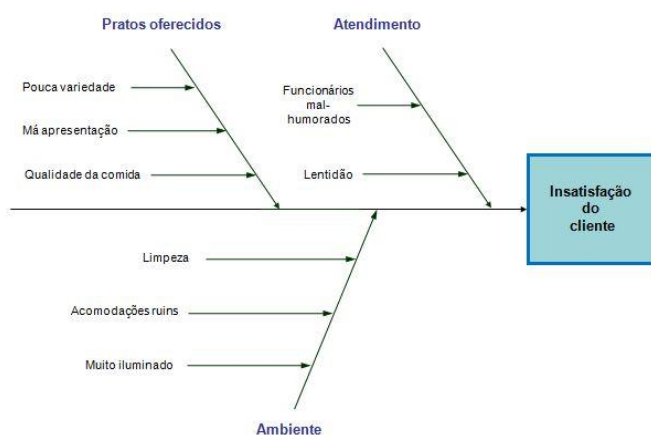 Pratos oferecidos
Atendimento
Pouca variedade
Má apresentação
Qualidade da comida
Funcionários
mal-
humorados
Lentidão
Insatisfação
do
cliente
Limpeza
Acomodações ruins
Muito iluminado
Ambiente